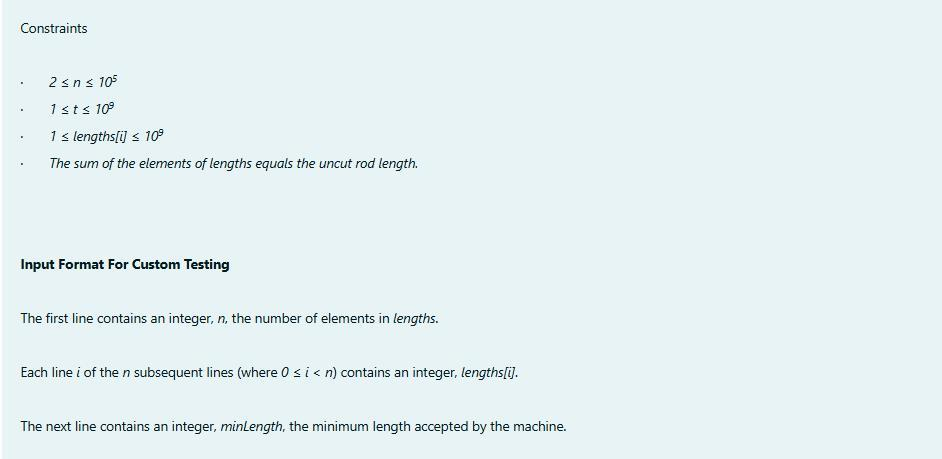 Constraints
· 2 ≤ n ≤ 10⁵
· 1 ≤ t ≤ 10⁹
· 1 ≤ lengths[i] ≤ 10⁹
· The sum of the elements of lengths equals the uncut rod length.
Input Format For Custom Testing
The first line contains an integer, n, the number of elements in lengths.
Each line i of the n subsequent lines (where 0 ≤ i < n) contains an integer, lengths[i].
The next line contains an integer, minLength, the minimum length accepted by the machine.